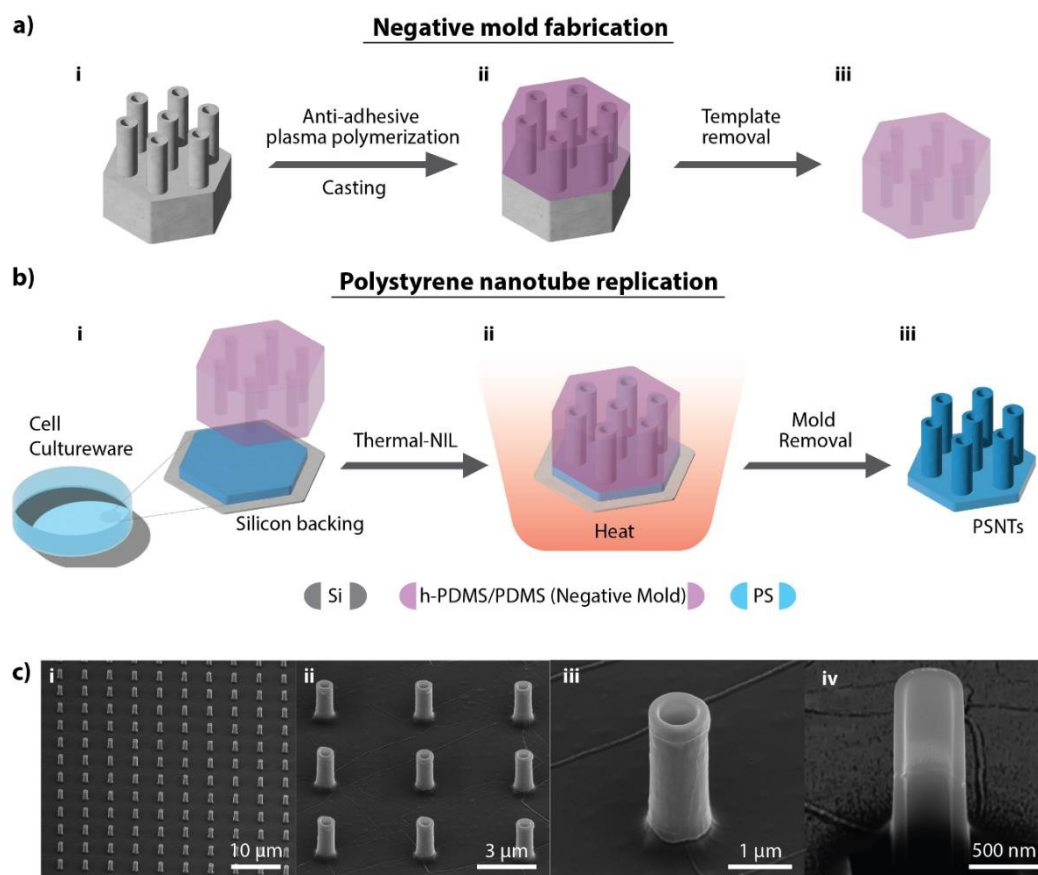 a)
Negative mold fabrication
i
ii
iii
Anti-adhesive
plasma polymerization
Casting
Template
removal
b)
Polystyrene nanotube replication
i
ii
iii
Cell
Cultureware
Silicon backing
Thermal-NIL
Heat
Mold
Removal
PSNTs
Si
h-PDMS/PDMS (Negative Mold)
PS
c)
i
10 µm
ii
3 µm
iii
1 µm
iv
500 nm